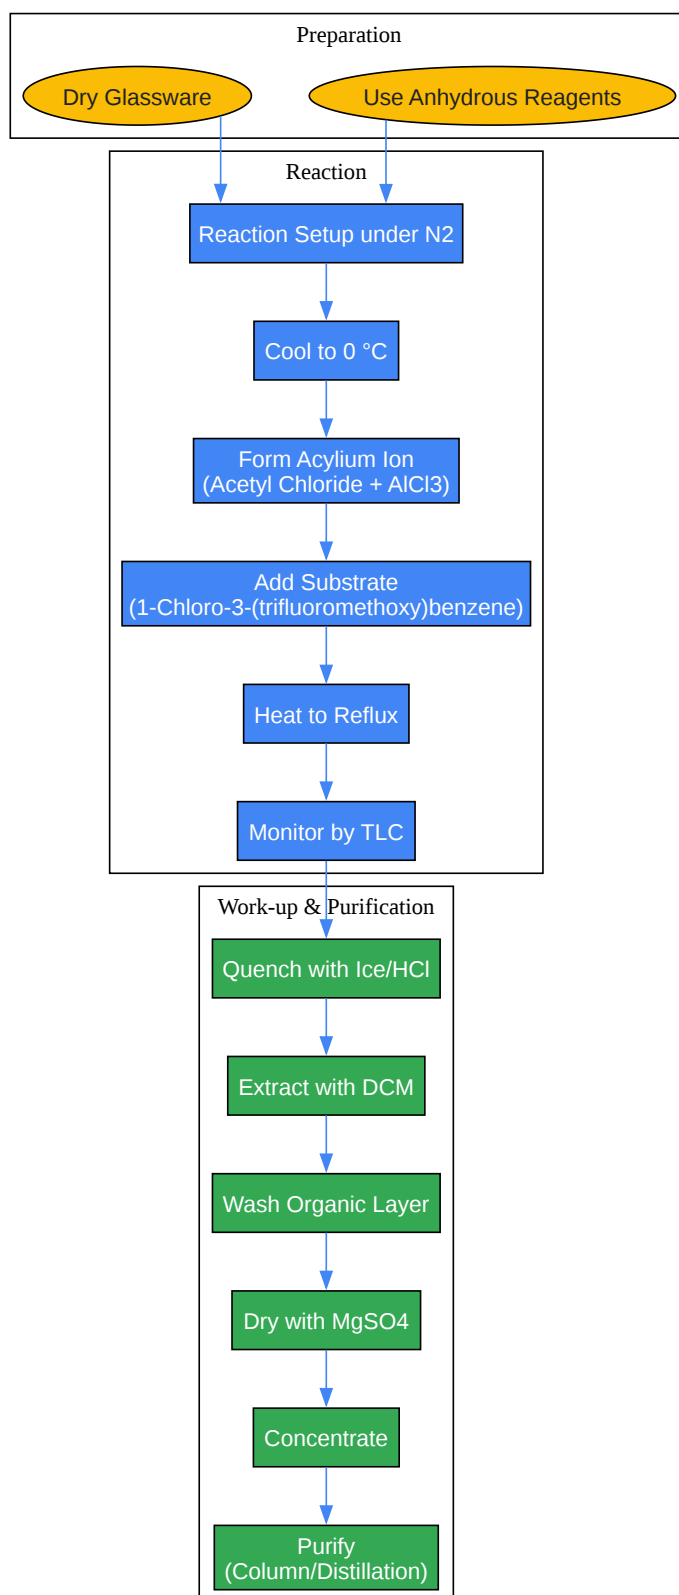 Preparation
Dry Glassware
Use Anhydrous Reagents
Reaction
Reaction Setup under N2
Cool to 0 °C
Form Acylium Ion
(Acetyl Chloride + AlCl3)
Add Substrate
(1-Chloro-3-(trifluoromethoxy)benzene)
Heat to Reflux
Monitor by TLC
Work-up & Purification
Quench with Ice/HCl
Extract with DCM
Wash Organic Layer
Dry with MgSO4
Concentrate
Purify
(Column/Distillation)